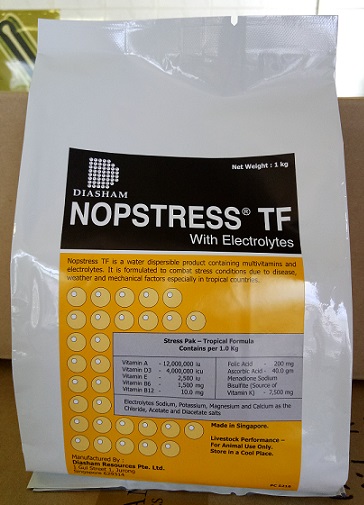 Net Weight : 1 kg
DIASHAM
NOPSTRESS® TF
With Electrolytes
Nopstress TF is a water dispersible product containing multivitamins and
electrolytes. It is formulated to combat stress conditions due to disease,
weather and mechanical factors especially in tropical countries.
Stress Pak – Tropical Formula
Contains per 1.0 Kg
Vitamin A - 12,000,000 iu
Vitamin D3 - 4,000,000 icu
Vitamin E - 2,500 iu
Vitamin B6 - 1,500 mg
Vitamin B12 - 10.0 mg
Folic Acid - 200 mg
Ascorbic Acid - 40.0 gm
Menadione Sodium
Bisulfite (Source of
Vitamin K) - 7,500 mg
Electrolytes Sodium, Potassium, Magnesium and Calcium as the
Chloride, Acetate and Diacetate salts
Made in Singapore.
Livestock Performance –
For Animal Use Only.
Store in a Cool Place.
Manufactured By :
Diasham Resources Pte. Ltd.
1 Gul Street 1, Jurong
Singapore